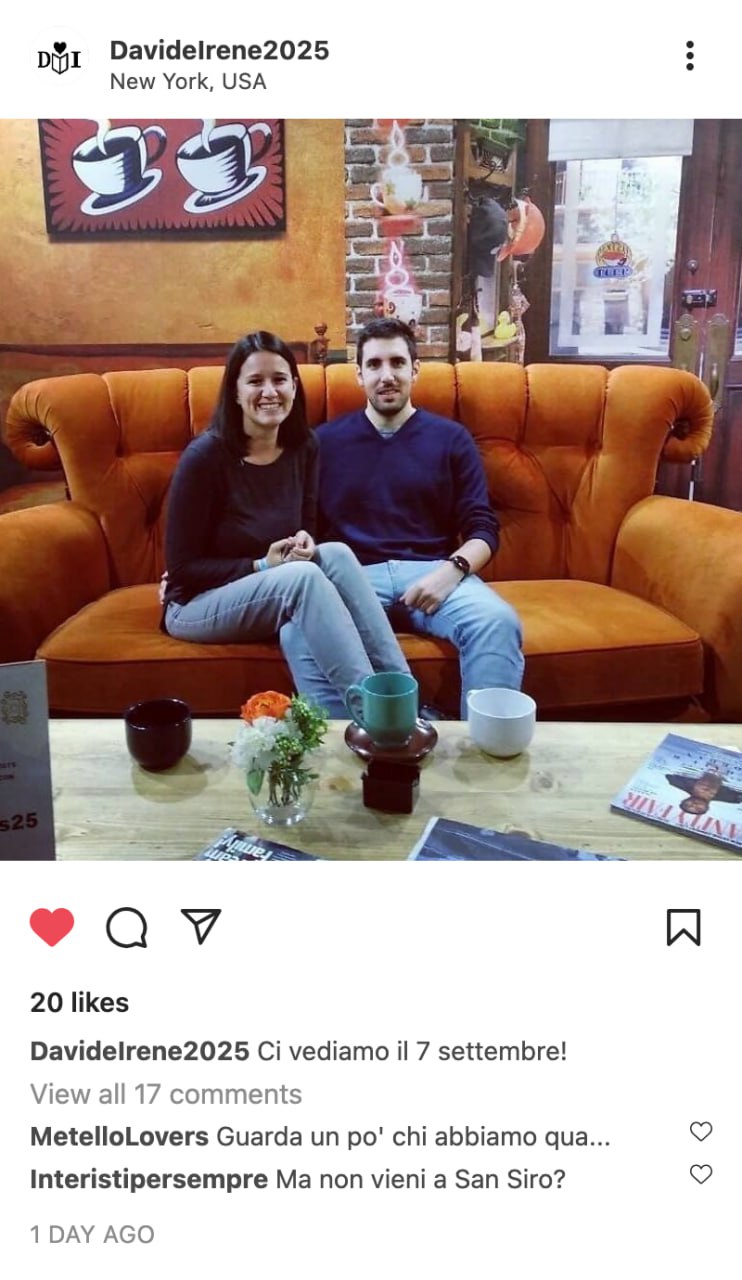 D I
DavideIrene2025
New York, USA
s25
VANITY FAIR
20 likes
DavideIrene2025 Ci vediamo il 7 settembre!
View all 17 comments
MetelloLovers Guarda un po' chi abbiamo qua...
Interistipersempre Ma non vieni a San Siro?
1 DAY AGO